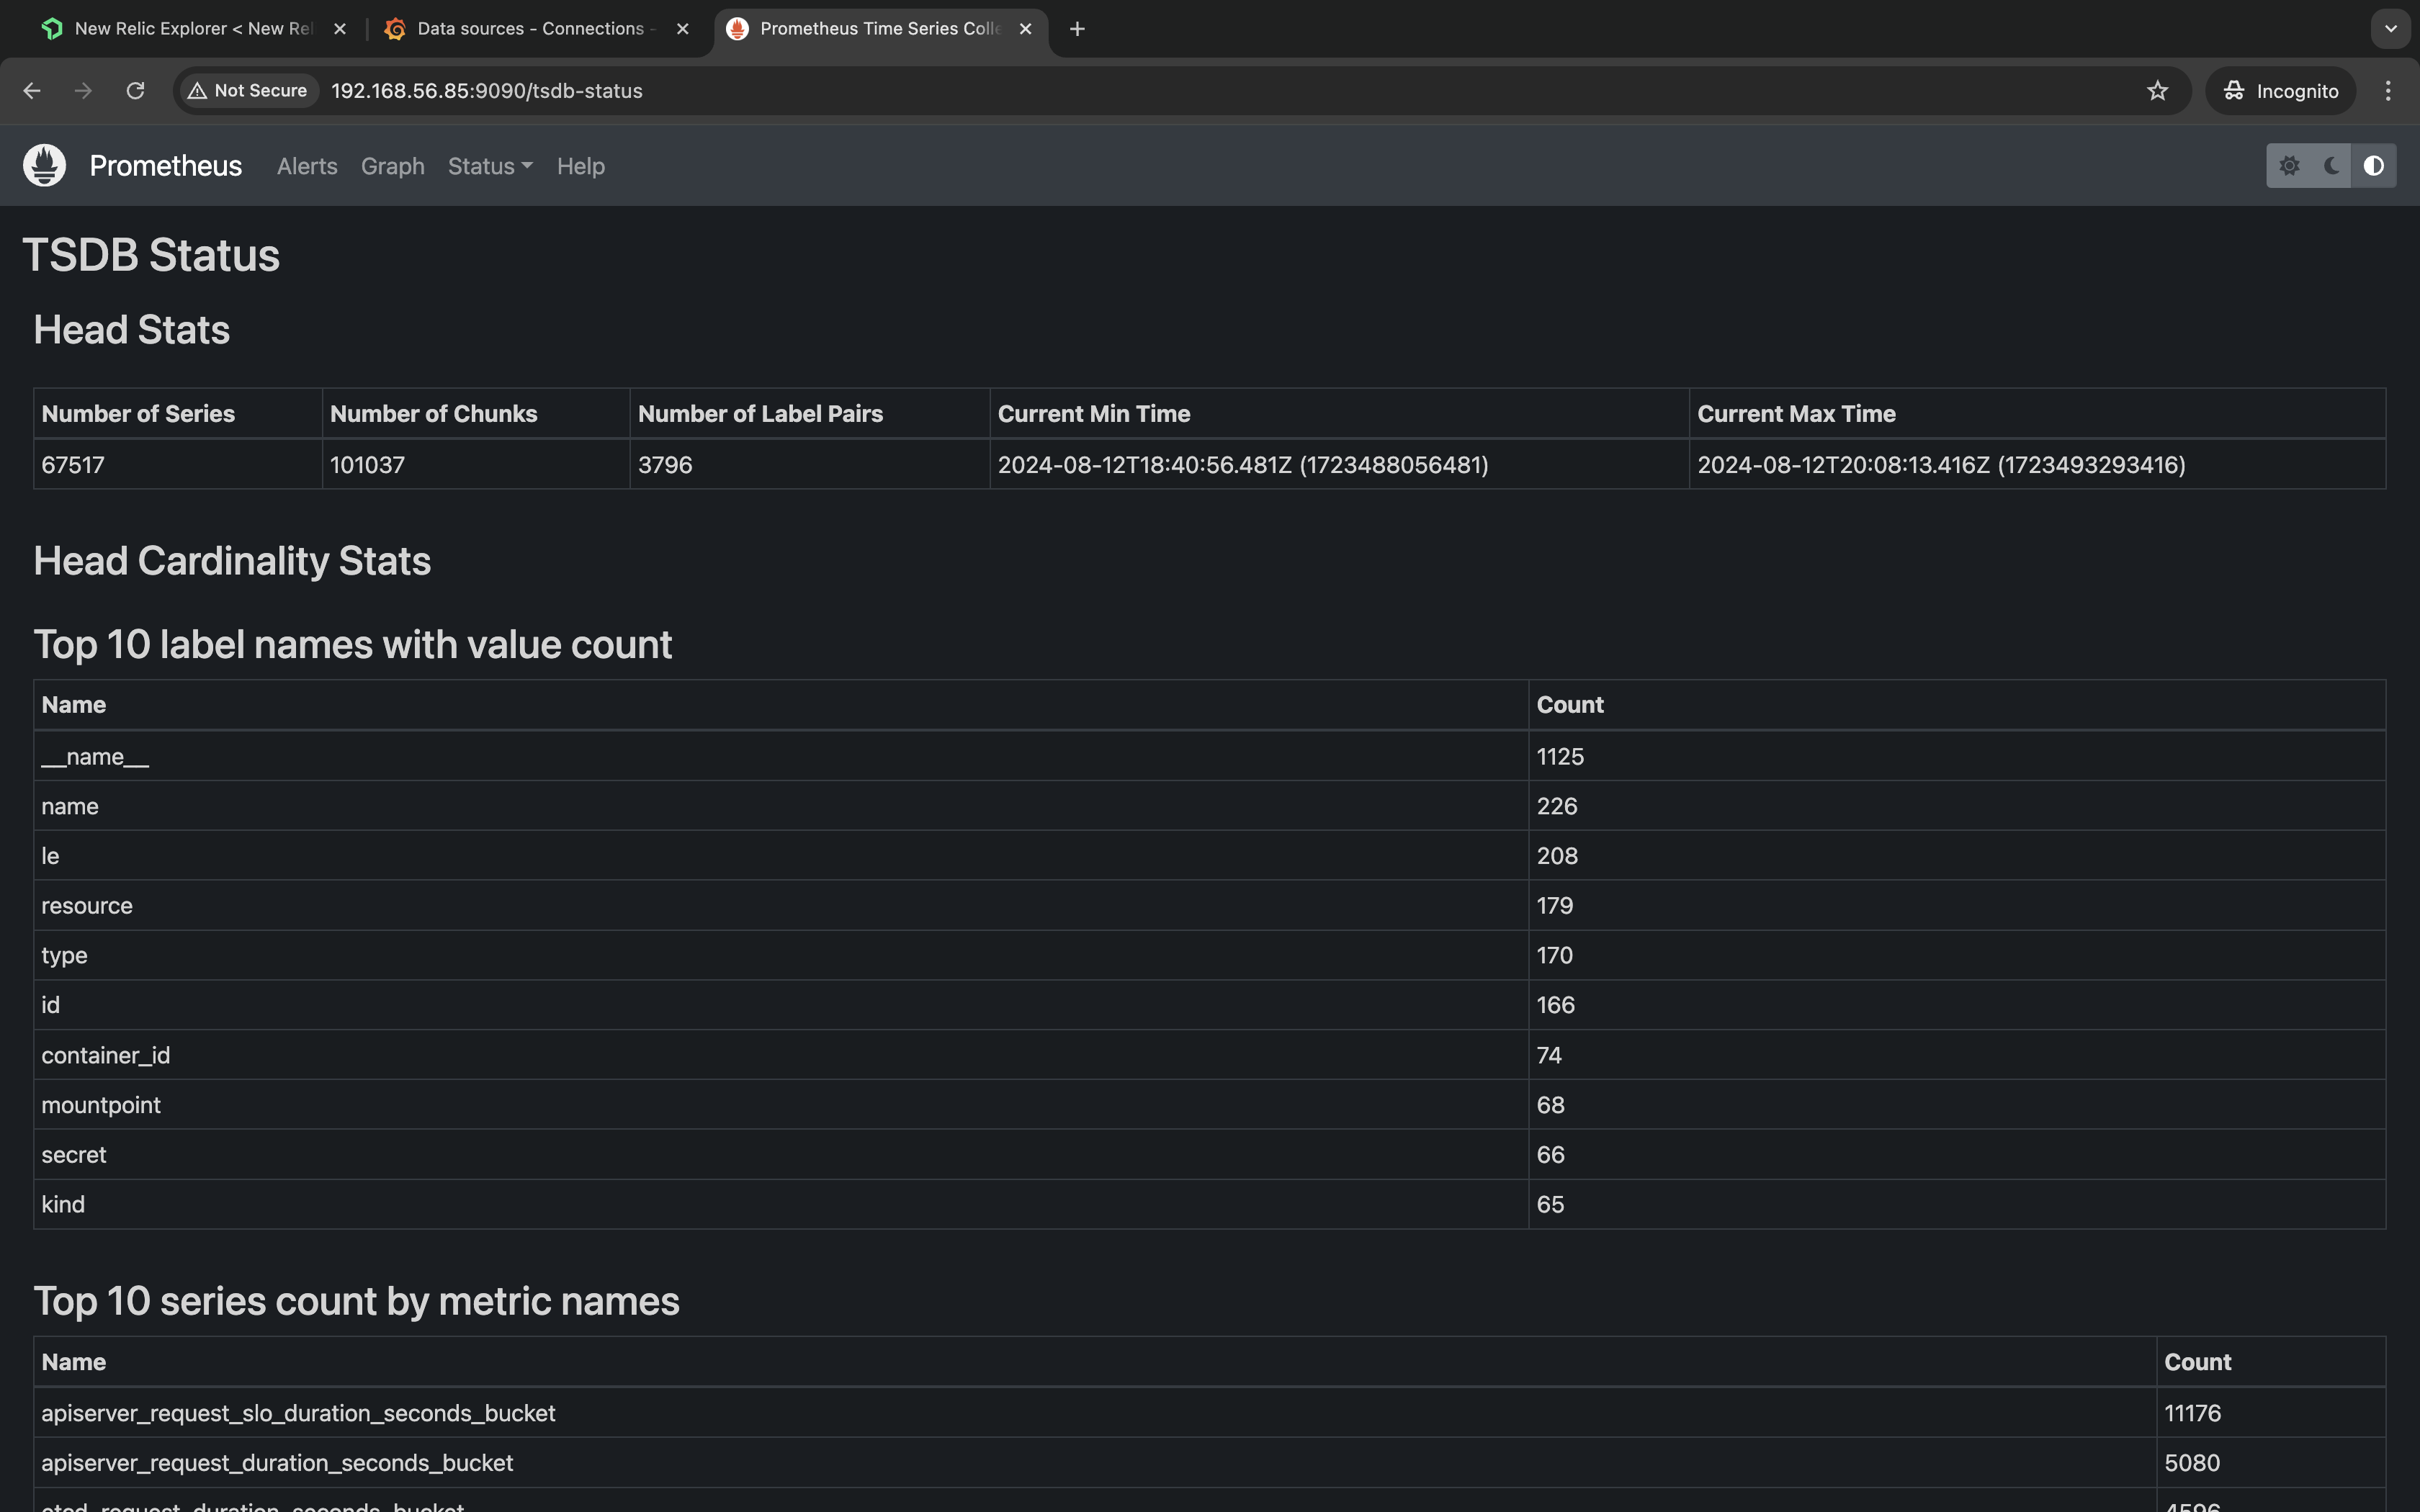 New Relic Explorer < New Rel
Data sources - Connections -
Prometheus Time Series Colle
Not Secure
192.168.56.85:9090/tsdb-status
Incognito
Prometheus
Alerts
Graph
Status
Help
TSDB Status
Head Stats
Number of Series Number of Chunks Number of Label Pairs Current Min Time Current Max Time
67517 101037 3796 2024-08-12T18:40:56.481Z (1723488056481) 2024-08-12T20:08:13.416Z (1723493293416)
Head Cardinality Stats
Top 10 label names with value count
Name Count
__name__ 1125
name 226
le 208
resource 179
type 170
id 166
container_id 74
mountpoint 68
secret 66
kind 65
Top 10 series count by metric names
Name Count
apiserver_request_slo_duration_seconds_bucket 11176
apiserver_request_duration_seconds_bucket 5080
etcd_request_duration_seconds_bucket 4596